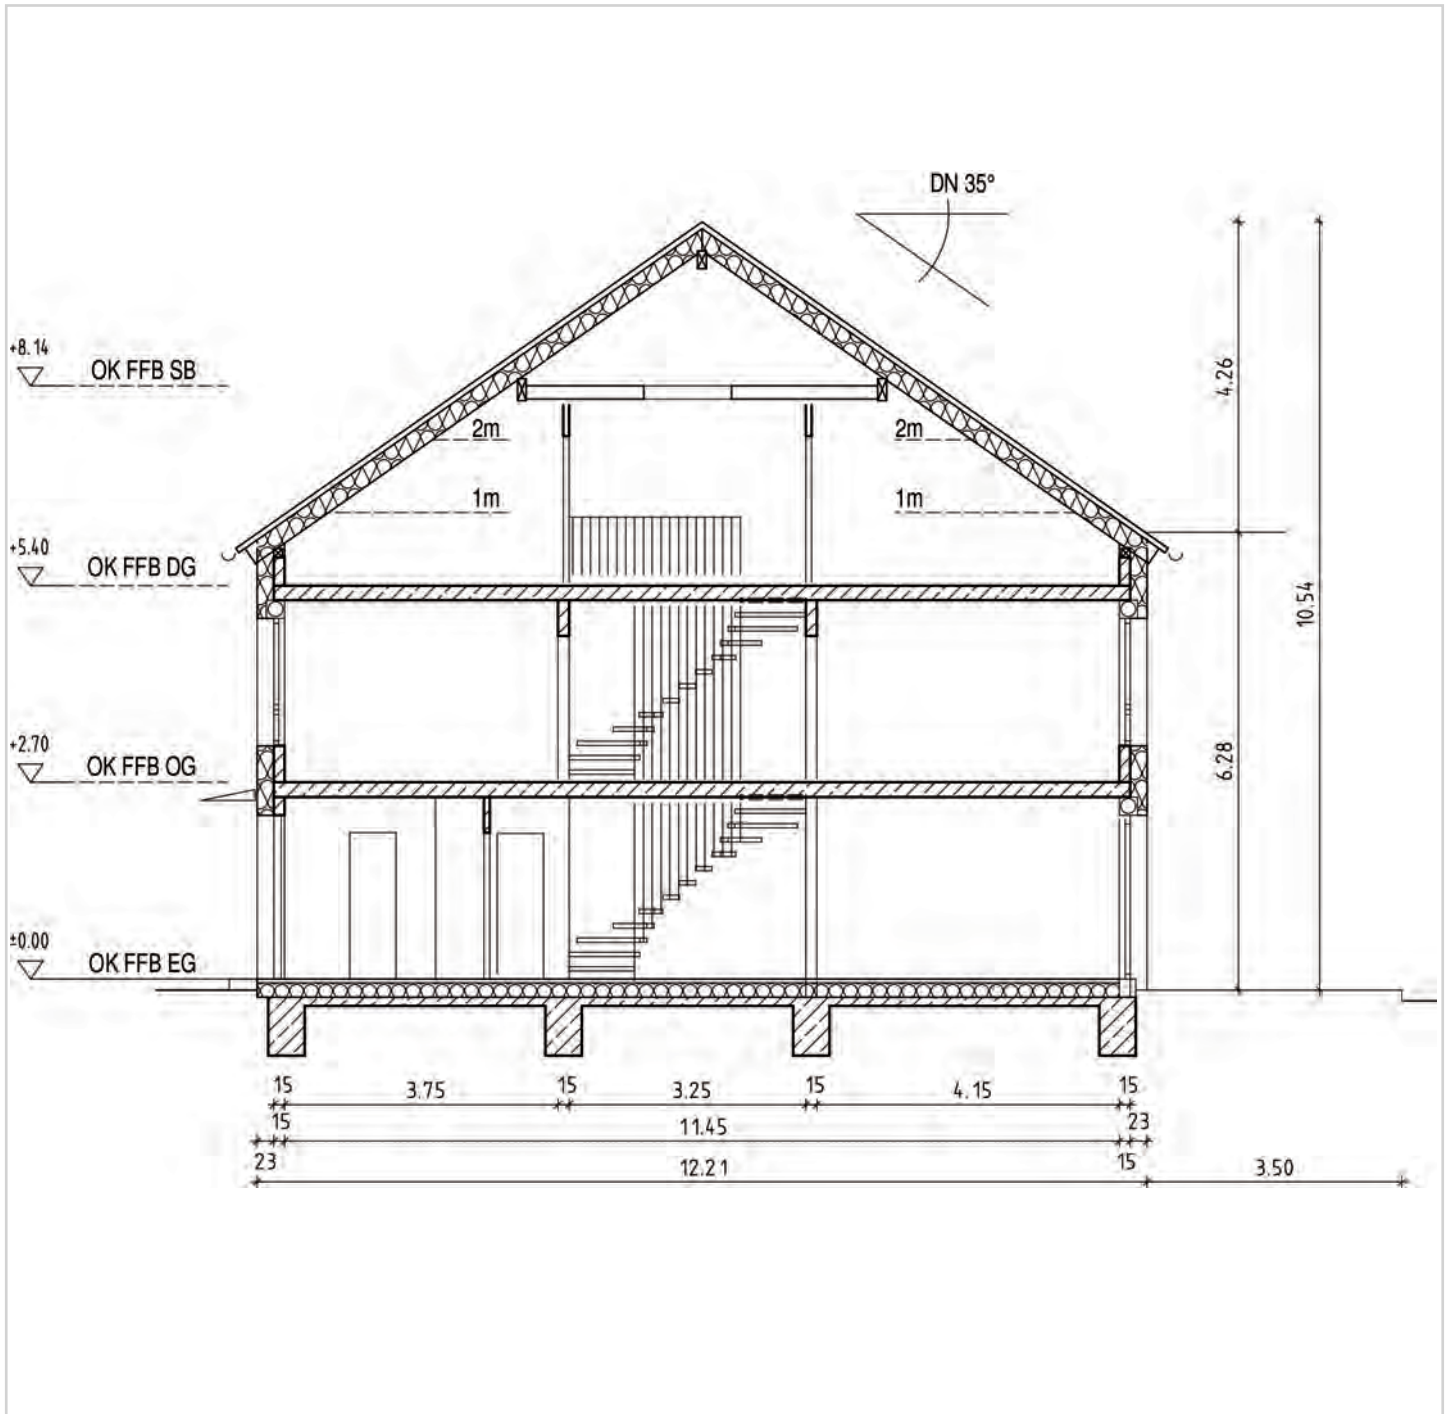 DN 35°
+8.14
OK FFB SB
4.26
2m 2m
1m 1m
+5.40
OK FFB DG
10.54
+2.70
OK FFB OG
6.28
±0.00
OK FFB EG
15 3.75 15 3.25 15 4.15 15
15 11.45 23
23 12.21 15 3.50